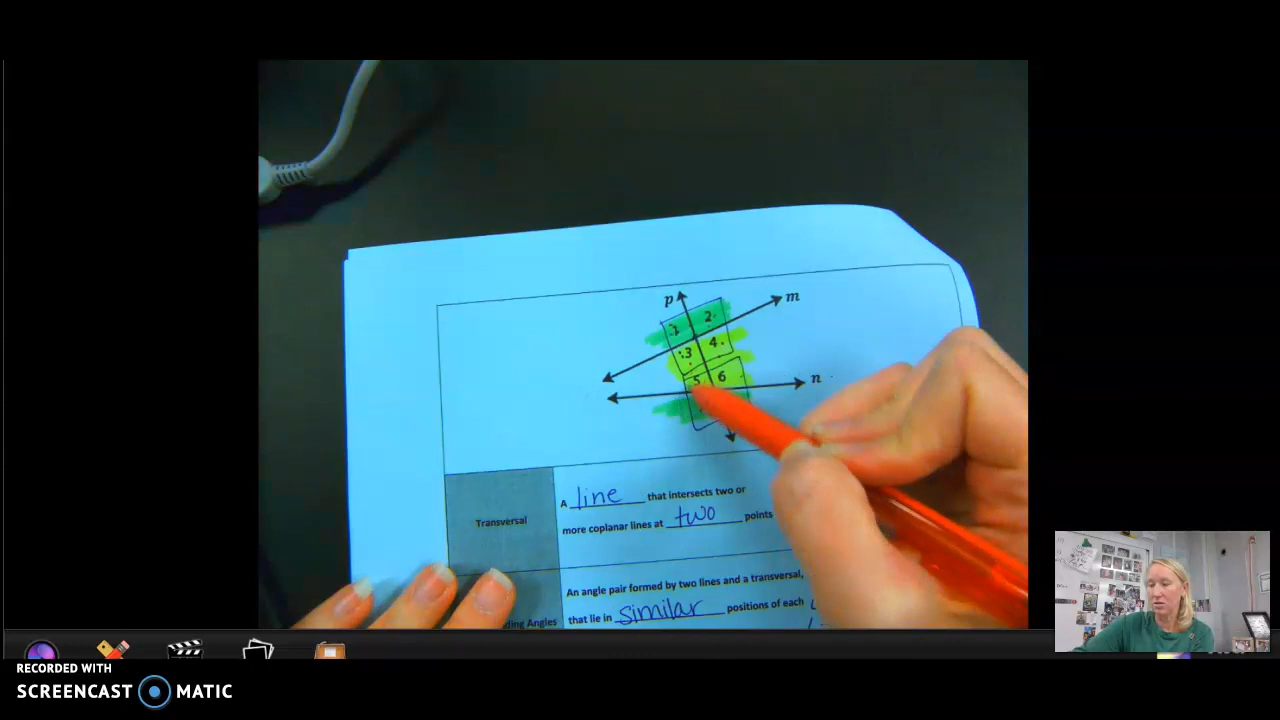 p
m
1 2
3 4
5 6
n
Transversal
A line that intersects two or
more coplanar lines at two points
An angle pair formed by two lines and a transversal,
that lie in similar positions of each
Angles
RECORDED WITH
SCREENCAST MATIC